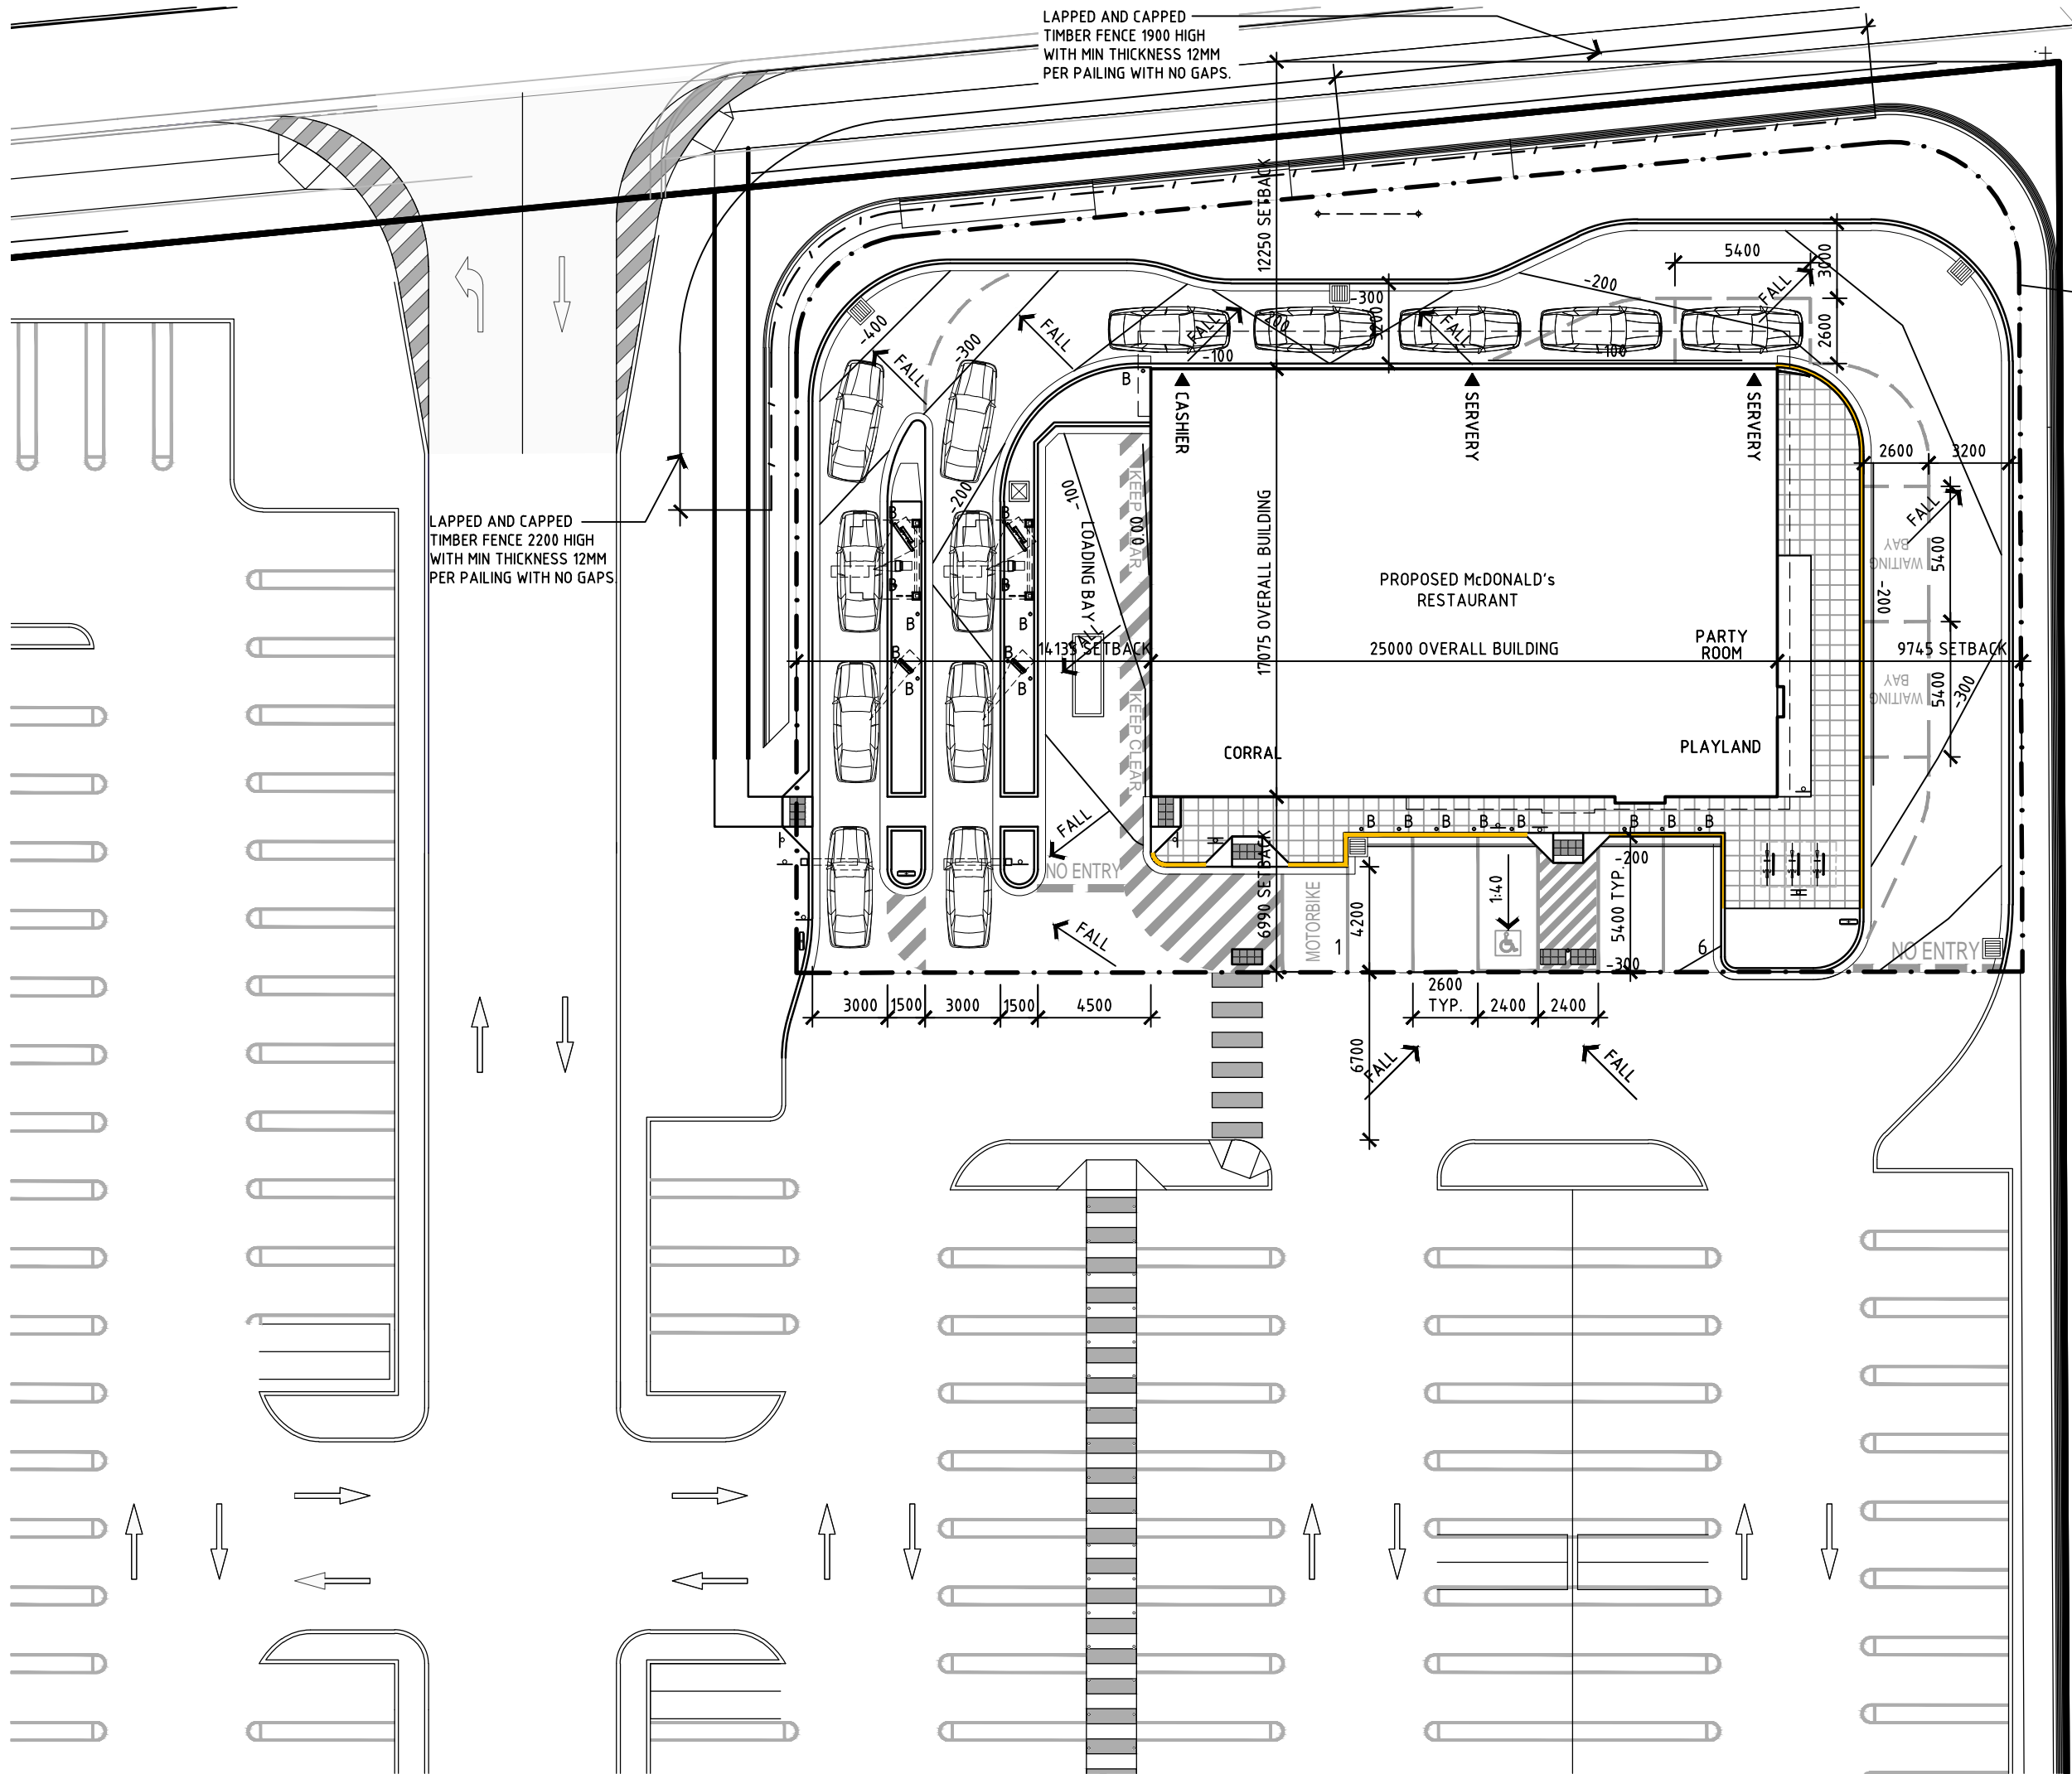 LAPPED AND CAPPED
TIMBER FENCE 1900 HIGH
WITH MIN THICKNESS 12MM
PER PAILING WITH NO GAPS.
12250 SETBACK
5400
3000
2600
-200
FALL
-300
-200
3200
FALL
FALL
-100
-100
-400
-300
FALL
FALL
B
CASHIER
SERVERY
SERVERY
2600
3200
LAPPED AND CAPPED
TIMBER FENCE 2200 HIGH
WITH MIN THICKNESS 12MM
PER PAILING WITH NO GAPS.
-200
-100
LOADING BAY
KEEP CLEAR
0.00
B
B
B
B
B
B
B
B
B
B
FALL
14135 SETBACK
17075 OVERALL BUILDING
PROPOSED McDONALD's
RESTAURANT
25000 OVERALL BUILDING
PARTY
ROOM
9745 SETBACK
FALL
WAITING
BAY
5400
-200
WAITING
BAY
5400
-300
KEEP CLEAR
CORRAL
PLAYLAND
FALL
B
B
B
B
B
B
B
B
NO ENTRY
FALL
6990 SETBACK
MOTORBIKE
1
4200
1:40
5400 TYP.
-200
-300
6
NO ENTRY
3000
1500
3000
1500
4500
2600
TYP.
2400
2400
6700
FALL
FALL